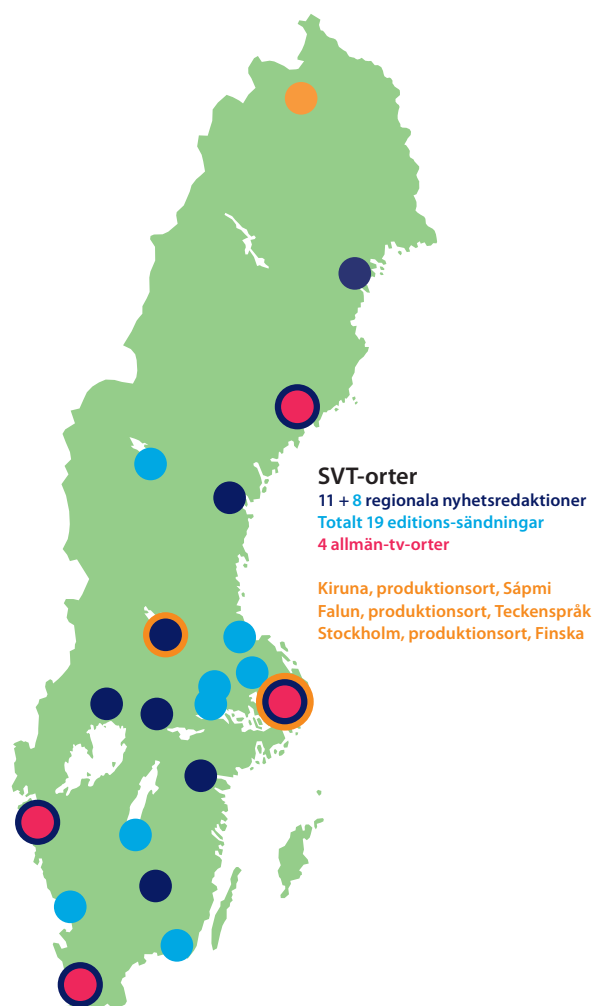 SVT-orter
11 + 8 regionala nyhetsredaktioner
Totalt 19 editions-sändningar
4 allmän-tv-orter
Kiruna, produktionsort, Sápmi
Falun, produktionsort, Teckenspråk
Stockholm, produktionsort, Finska